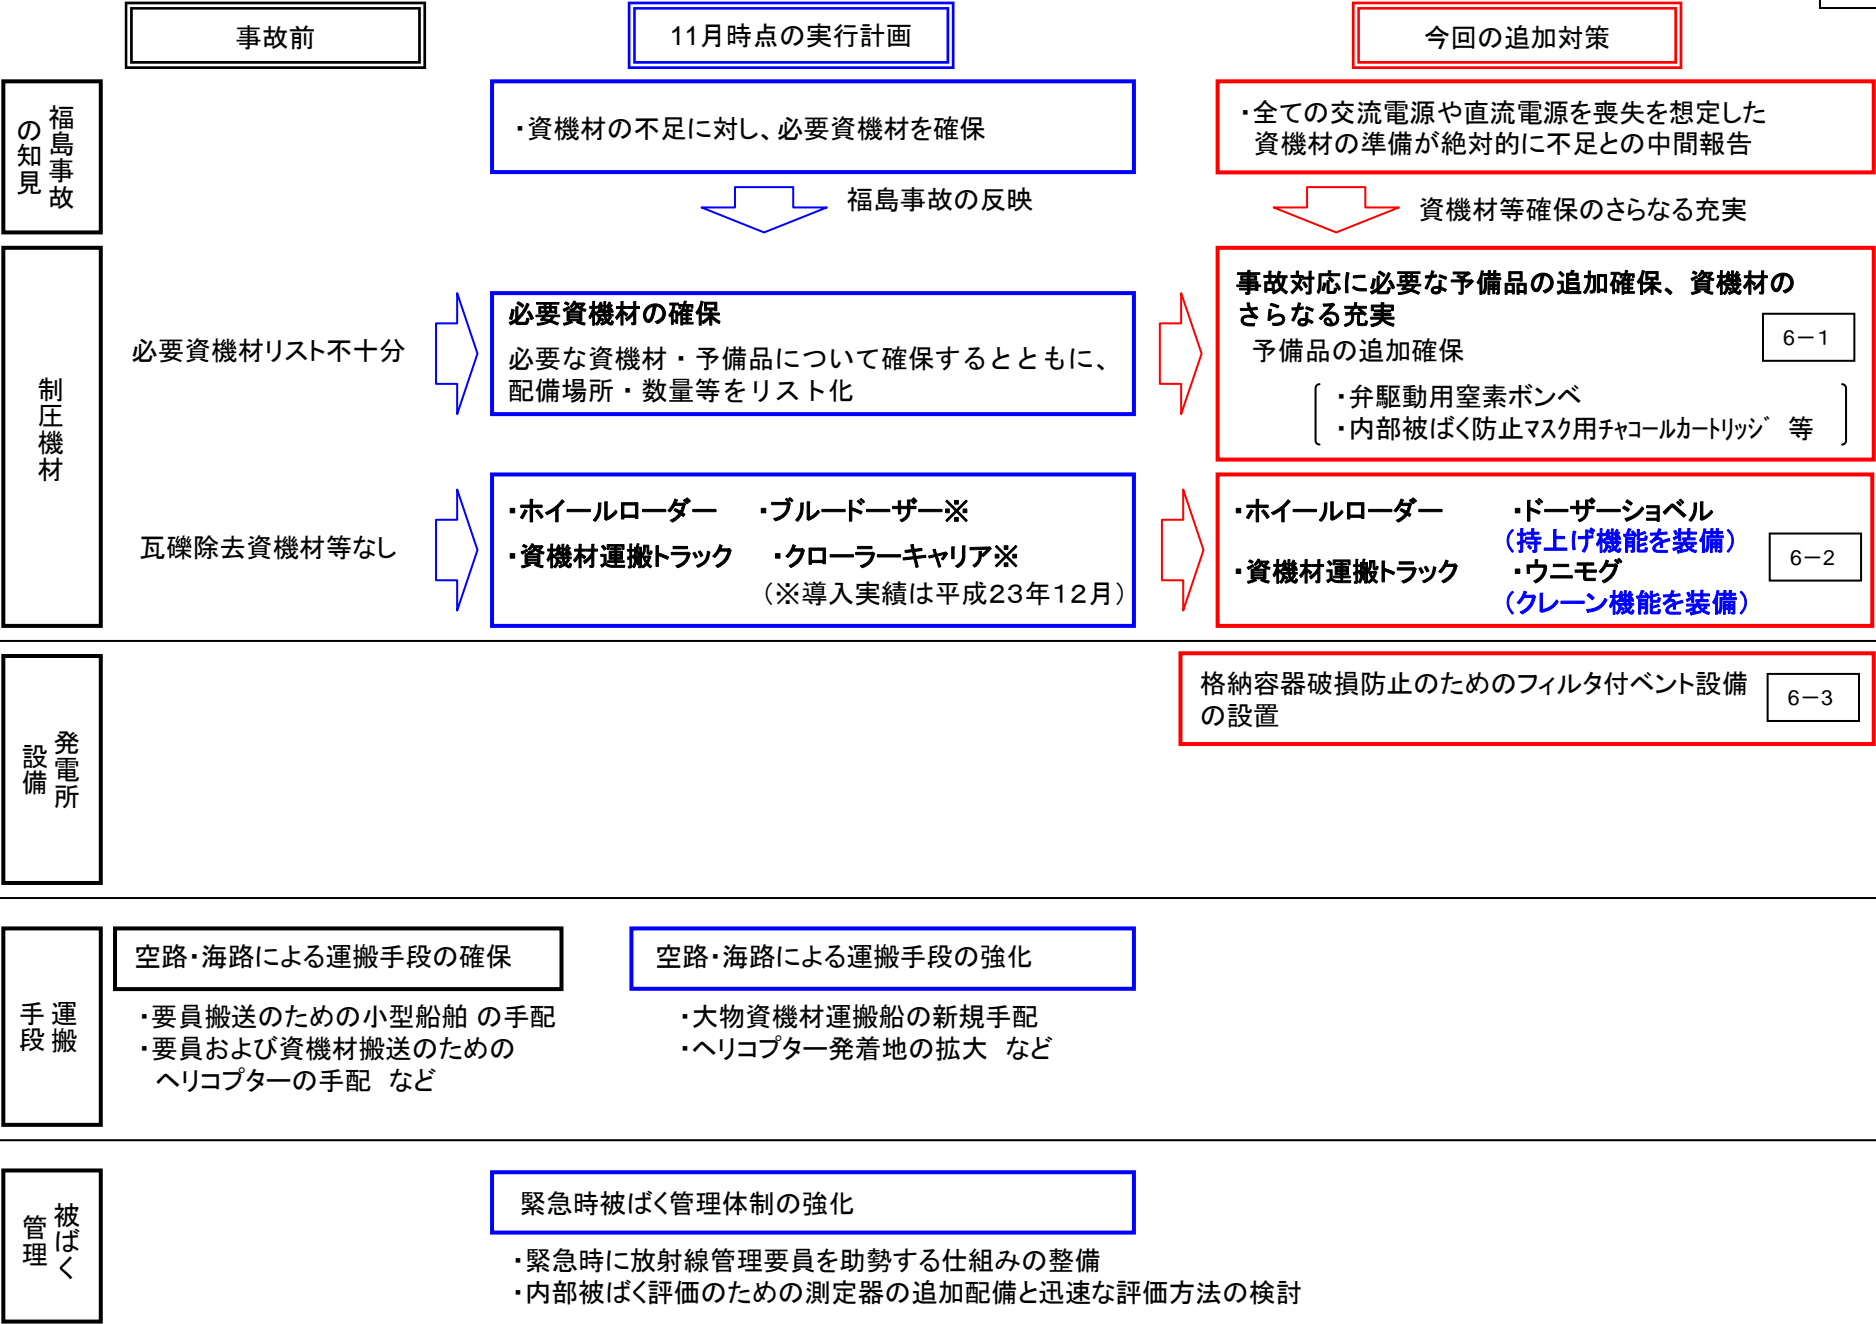 事故前
11月時点の実行計画
今回の追加対策
福島事故
の知見
・資機材の不足に対し、必要資機材を確保
・全ての交流電源や直流電源を喪失を想定した
資機材の準備が絶対的に不足との中間報告
福島事故の反映
資機材等確保のさらなる充実
制圧機材
必要資機材リスト不十分
必要資機材の確保
必要な資機材・予備品について確保するとともに、
配備場所・数量等をリスト化
事故対応に必要な予備品の追加確保、資機材の
さらなる充実
6－1
予備品の追加確保
・弁駆動用窒素ボンベ
・内部被ばく防止マスク用チャコールカートリッジ 等
瓦礫除去資機材等なし
・ホイールローダー ・ブルードーザー※
・資機材運搬トラック ・クローラーキャリア※
(※導入実績は平成23年12月)
・ホイールローダー ・ドーザーショベル
(持上げ機能を装備)
・資機材運搬トラック ・ウニモグ
(クレーン機能を装備)
6－2
発電所
設備
格納容器破損防止のためのフィルタ付ベント設備
の設置
6－3
運搬
手段
空路・海路による運搬手段の確保
・要員搬送のための小型船舶 の手配
・要員および資機材搬送のための
ヘリコプターの手配 など
空路・海路による運搬手段の強化
・大物資機材運搬船の新規手配
・ヘリコプター発着地の拡大 など
被ばく
管理
緊急時被ばく管理体制の強化
・緊急時に放射線管理要員を助勢する仕組みの整備
・内部被ばく評価のための測定器の追加配備と迅速な評価方法の検討